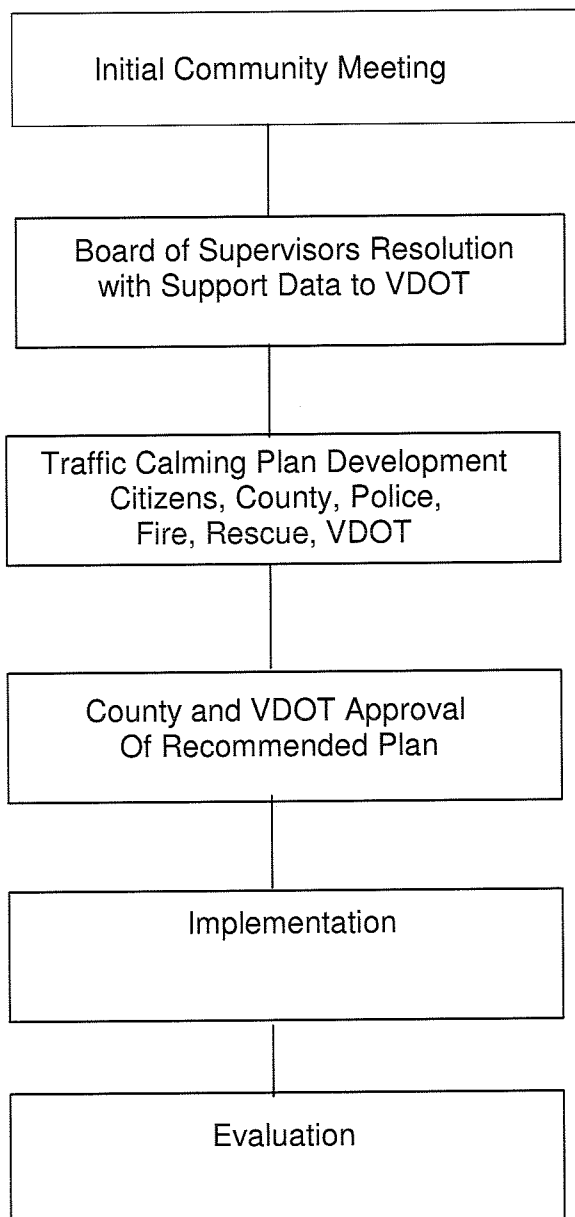 Initial Community Meeting
Board of Supervisors Resolution
with Support Data to VDOT
Traffic Calming Plan Development
Citizens, County, Police,
Fire, Rescue, VDOT
County and VDOT Approval
Of Recommended Plan
Implementation
Evaluation